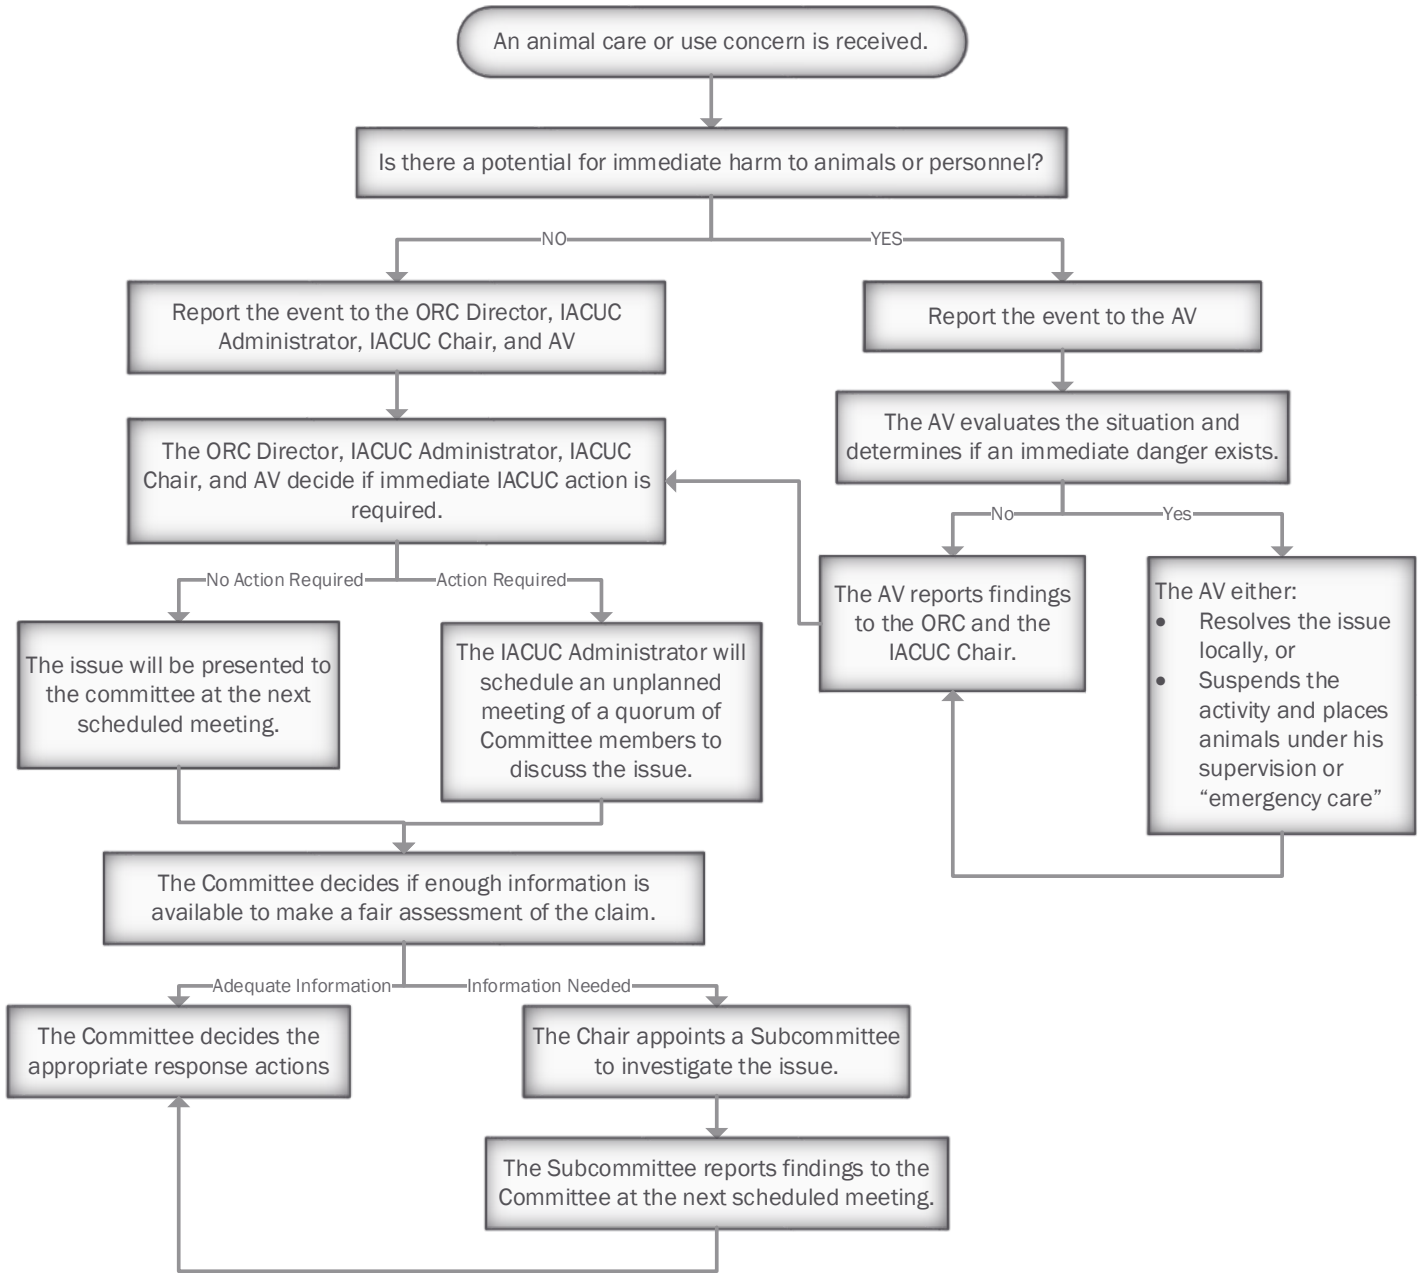 An animal care or use concern is received.
Is there a potential for immediate harm to animals or personnel?
NO
YES
Report the event to the ORC Director, IACUC
Administrator, IACUC Chair, and AV
Report the event to the AV
The ORC Director, IACUC Administrator, IACUC
Chair, and AV decide if immediate IACUC action is
required.
The AV evaluates the situation and
determines if an immediate danger exists.
No
Yes
The AV reports findings
to the ORC and the
IACUC Chair.
The AV either:
• Resolves the issue
locally, or
• Suspends the
activity and places
animals under his
supervision or
“emergency care”
No Action Required
Action Required
The issue will be presented to
the committee at the next
scheduled meeting.
The IACUC Administrator will
schedule an unplanned
meeting of a quorum of
Committee members to
discuss the issue.
The Committee decides if enough information is
available to make a fair assessment of the claim.
Adequate Information
Information Needed
The Committee decides the
appropriate response actions
The Chair appoints a Subcommittee
to investigate the issue.
The Subcommittee reports findings to the
Committee at the next scheduled meeting.